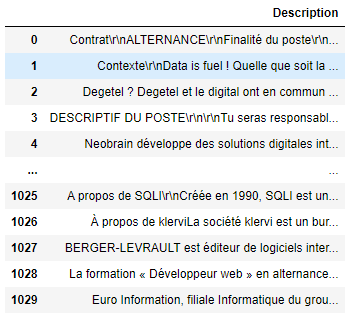 Description
0 Contrat\r\nALTERNANCE\r\nFinalité du poste\r\n...
1 Contexte\r\nData is fuel ! Quelle que soit la ...
2 Degetel ? Degetel et le digital ont en commun ...
3 DESCRIPTIF DU POSTE\r\n\r\nTu seras responsabl...
4 Neobrain développe des solutions digitales int...
... ...
1025 A propos de SQLI\r\nCréée en 1990, SQLI est un...
1026 À propos de klerviLa société klervi est un bur...
1027 BERGER-LEVRAULT est éditeur de logiciels inter...
1028 La formation « Développeur web » en alternance...
1029 Euro Information, filiale Informatique du grou...